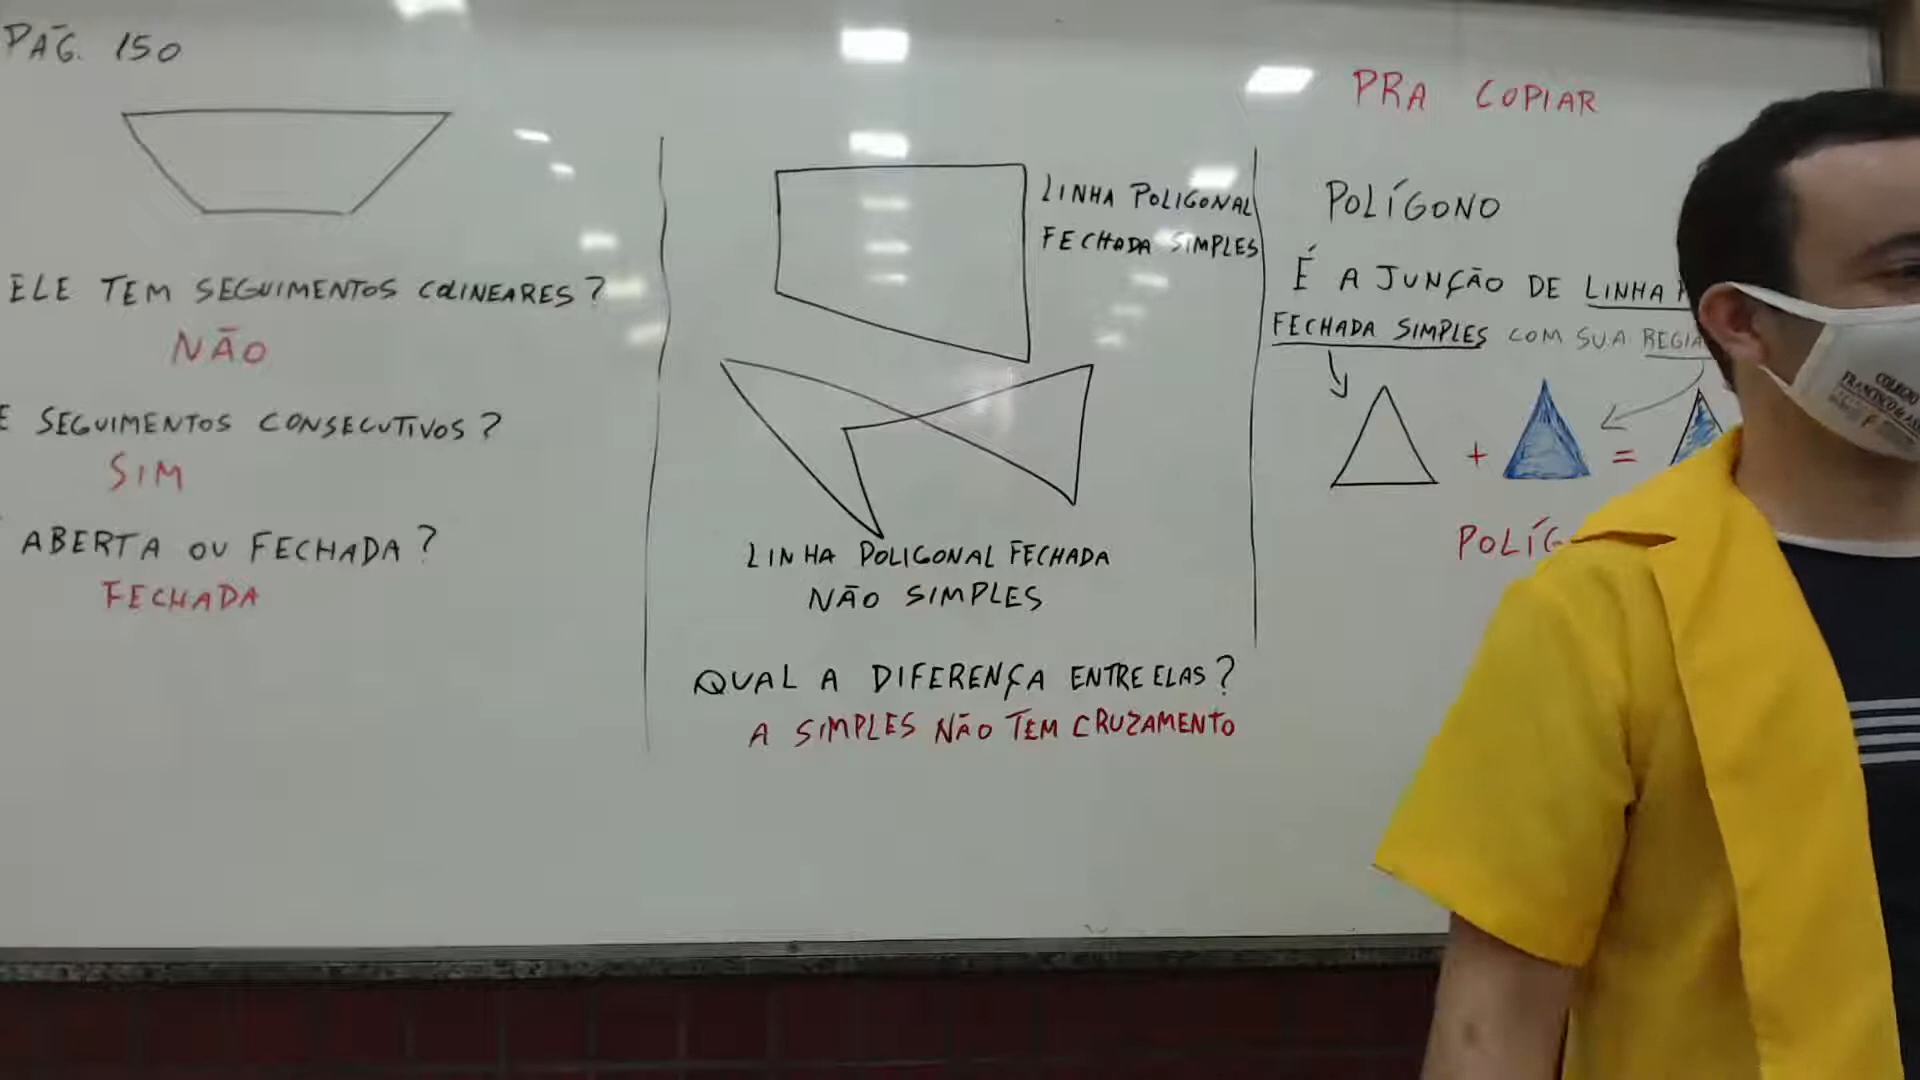 PÁG. 150
ELE TEM SEGUIMENTOS COLINEARES?
NÃO
E SEGUIMENTOS CONSECUTIVOS?
SIM
ABERTA OU FECHADA?
FECHADA
LINHA POLIGONAL
FECHADA SIMPLES
LINHA POLIGONAL FECHADA
NÃO SIMPLES
QUAL A DIFERENÇA ENTRE ELAS?
A SIMPLES NÃO TEM CRUZAMENTO
PRA COPIAR
POLÍGONO
É A JUNÇÃO DE LINHA
FECHADA SIMPLES COM SUA
+ =
COLEGIO
FRANCISCO